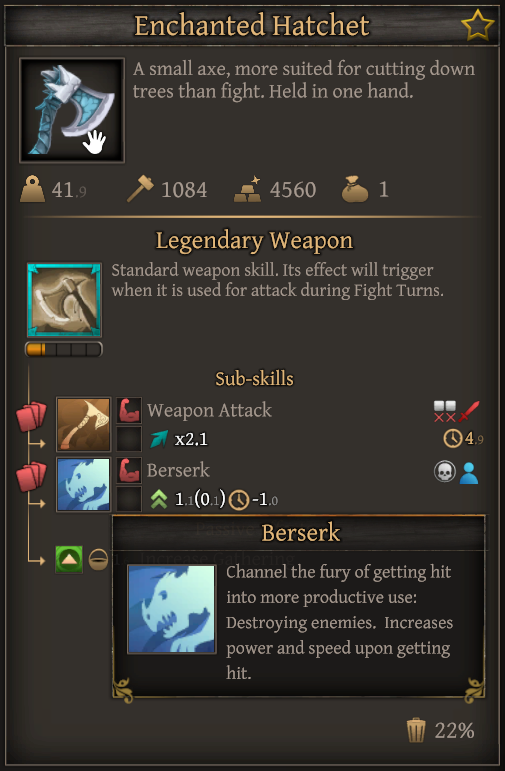 Enchanted Hatchet
A small axe, more suited for cutting down
trees than fight. Held in one hand.
41.9 1084 4560 1
Legendary Weapon
Standard weapon skill. Its effect will trigger
when it is used for attack during Fight Turns.
Sub-skills
Weapon Attack
x2.1 4.9
Berserk
1.1(0.1) -1.0
Berserk
Channel the fury of getting hit
into more productive use:
Destroying enemies. Increases
power and speed upon getting
hit.
22%